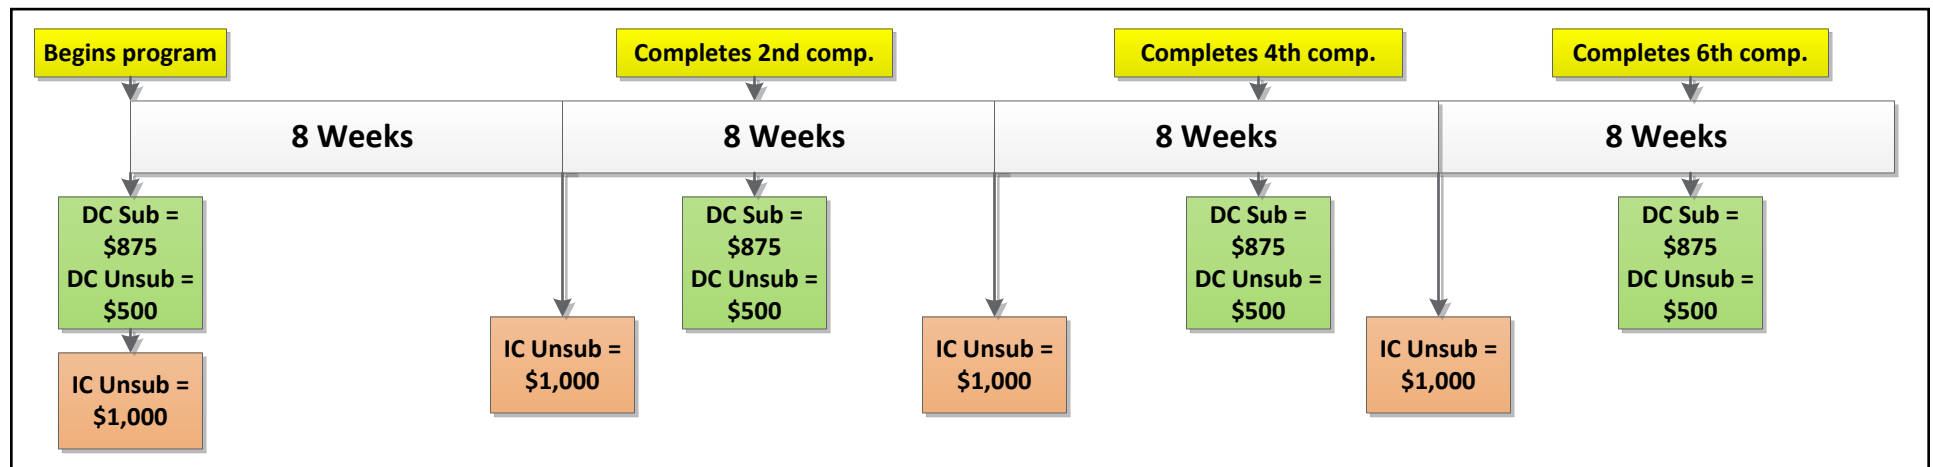 Begins program
Completes 2nd comp.
Completes 4th comp.
Completes 6th comp.
8 Weeks
8 Weeks
8 Weeks
8 Weeks
DC Sub =
$875
DC Unsub =
$500
DC Sub =
$875
DC Unsub =
$500
DC Sub =
$875
DC Unsub =
$500
DC Sub =
$875
DC Unsub =
$500
IC Unsub =
$1,000
IC Unsub =
$1,000
IC Unsub =
$1,000
IC Unsub =
$1,000